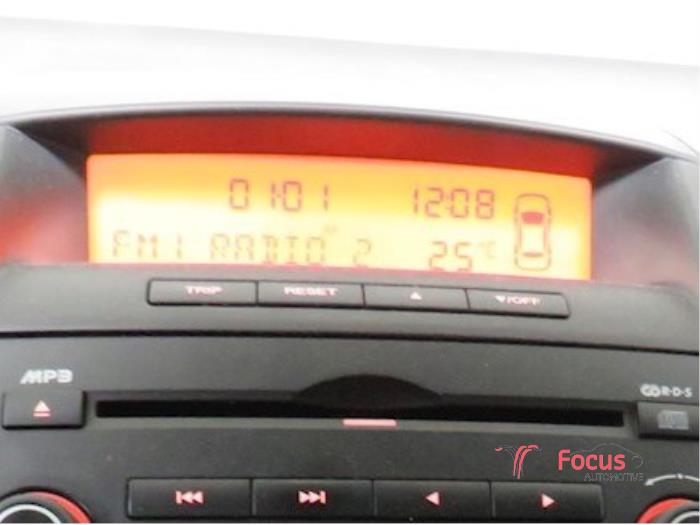 01:01 12:08
FM1 RADIO 2 25 °C
TRIP RESET ▲ ▼/OFF
MP3
CD R·D·S
Focus
AUTOMOTIVE